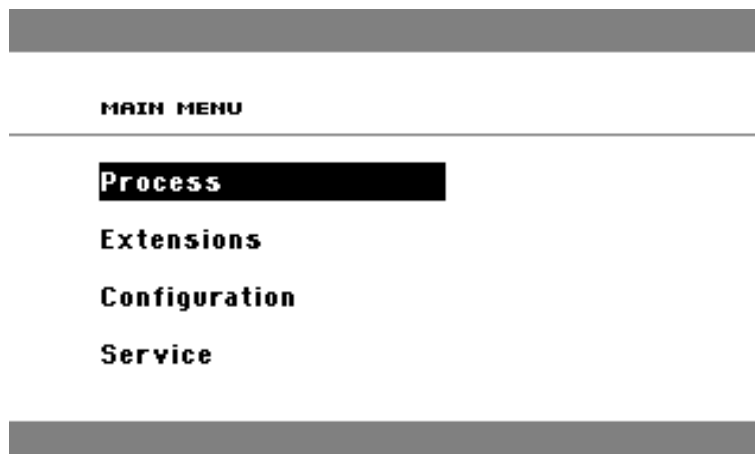 MAIN MENU
Process
Extensions
Configuration
Service